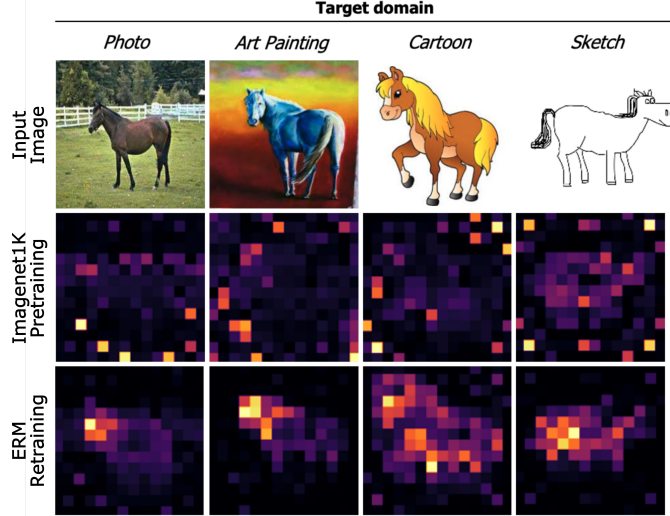 Target domain
Photo
Art Painting
Cartoon
Sketch
Input
Image
Imagenet1K
Pretraining
ERM
Retraining